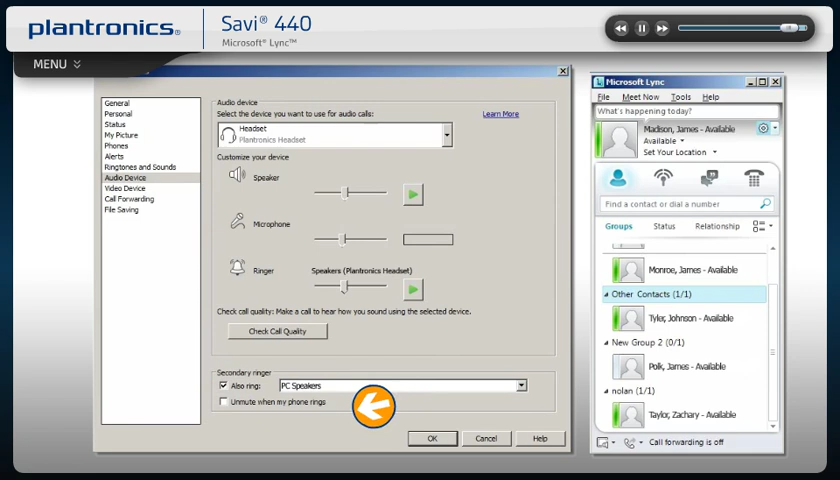 plantronics®
Savi® 440
Microsoft® Lync™
MENU
General
Personal
Status
My Picture
Phones
Alerts
Ringtones and Sounds
Audio Device
Video Device
Call Forwarding
File Saving
Audio device
Select the device you want to use for audio calls:
Learn More
Headset
Plantronics Headset
Customize your device
Speaker
Microphone
Ringer
Speakers (Plantronics Headset)
Check call quality: Make a call to hear how you sound using the selected device.
Check Call Quality
Secondary ringer
Also ring:
PC Speakers
Unmute when my phone rings
OK
Cancel
Help
Microsoft Lync
File
Meet Now
Tools
Help
What's happening today?
Madison, James - Available
Available
Set Your Location
Find a contact or dial a number
Groups
Status
Relationship
Monroe, James - Available
Other Contacts (1/1)
Tyler, Johnson - Available
New Group 2 (0/1)
Polk, James - Available
nolan (1/1)
Taylor, Zachary - Available
Call forwarding is off